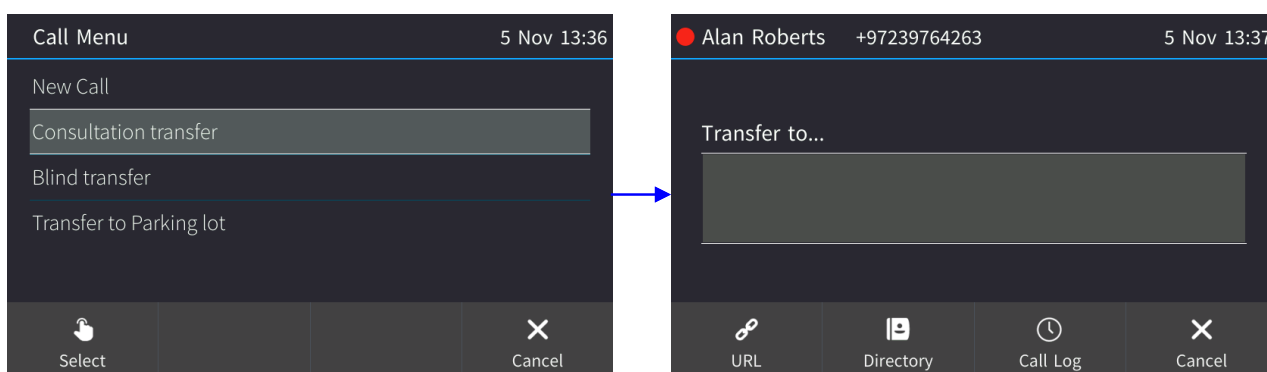 Call Menu 5 Nov 13:36
New Call
Consultation transfer
Blind transfer
Transfer to Parking lot
Select Cancel
Alan Roberts +97239764263 5 Nov 13:37
Transfer to...
URL Directory Call Log Cancel